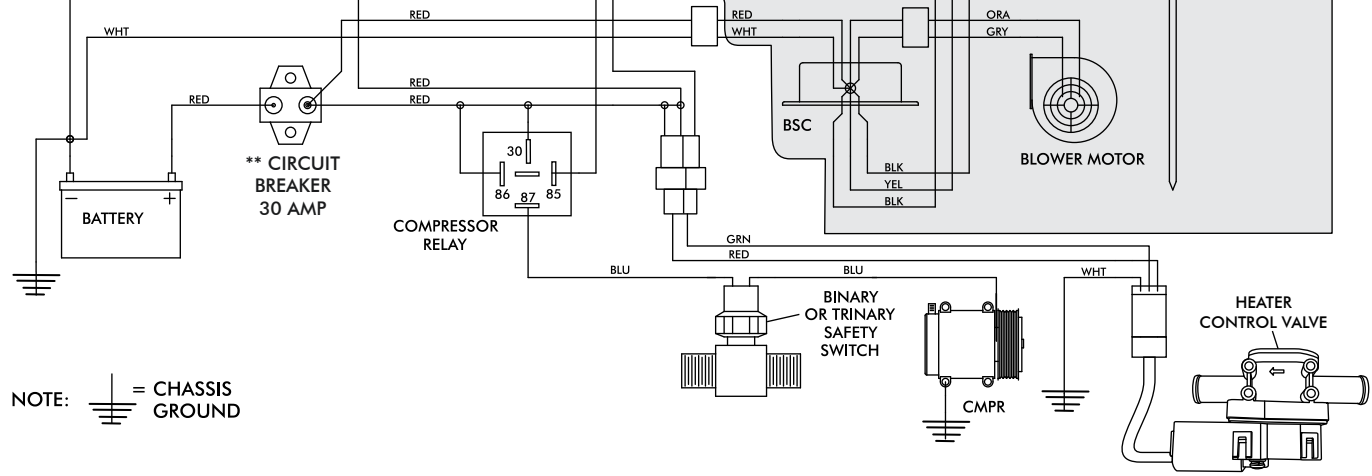 RED
RED
ORA
WHT
WHT
GRY
RED
RED
RED
BSC
BLOWER MOTOR
** CIRCUIT
BREAKER
30 AMP
30
86
87
85
BLK
YEL
BLK
BATTERY
- +
COMPRESSOR
RELAY
GRN
RED
BLU
BLU
WHT
BINARY
OR TRINARY
SAFETY
SWITCH
HEATER
CONTROL VALVE
CMPR
NOTE:
= CHASSIS
GROUND